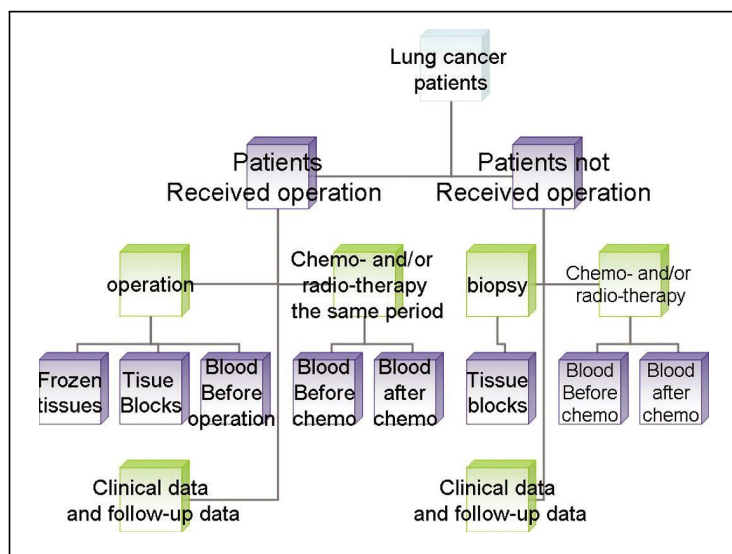 Lung cancer
patients
Patients
Received operation
Patients not
Received operation
operation
Chemo- and/or
radio-therapy
the same period
biopsy
Chemo- and/or
radio-therapy
Frozen
tissues
Tisue
Blocks
Blood
Before
operation
Blood
Before
chemo
Blood
after
chemo
Tissue
blocks
Blood
Before
chemo
Blood
after
chemo
Clinical data
and follow-up data
Clinical data
and follow-up data